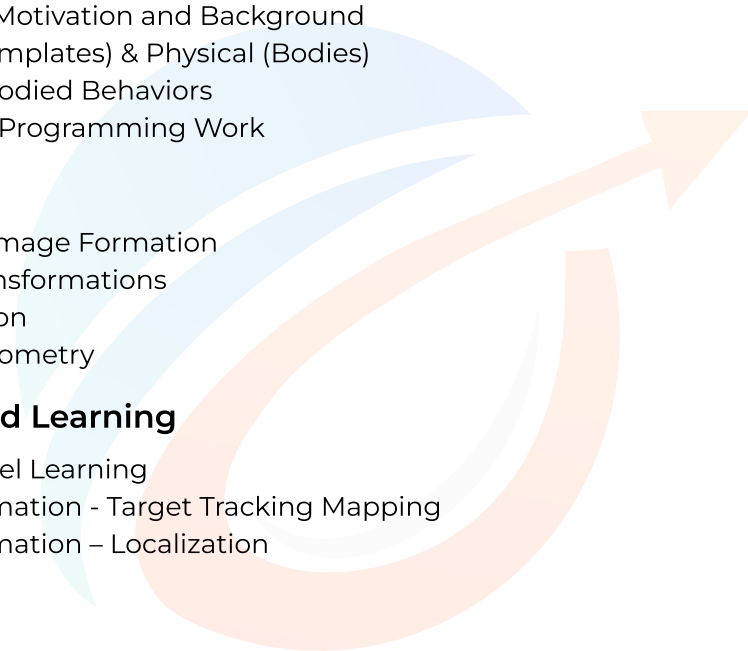 Motivation and Background
mplates) & Physical (Bodies)
odied Behaviors
Programming Work
mage Formation
nsformations
on
ometry
d Learning
el Learning
mation - Target Tracking Mapping
mation – Localization